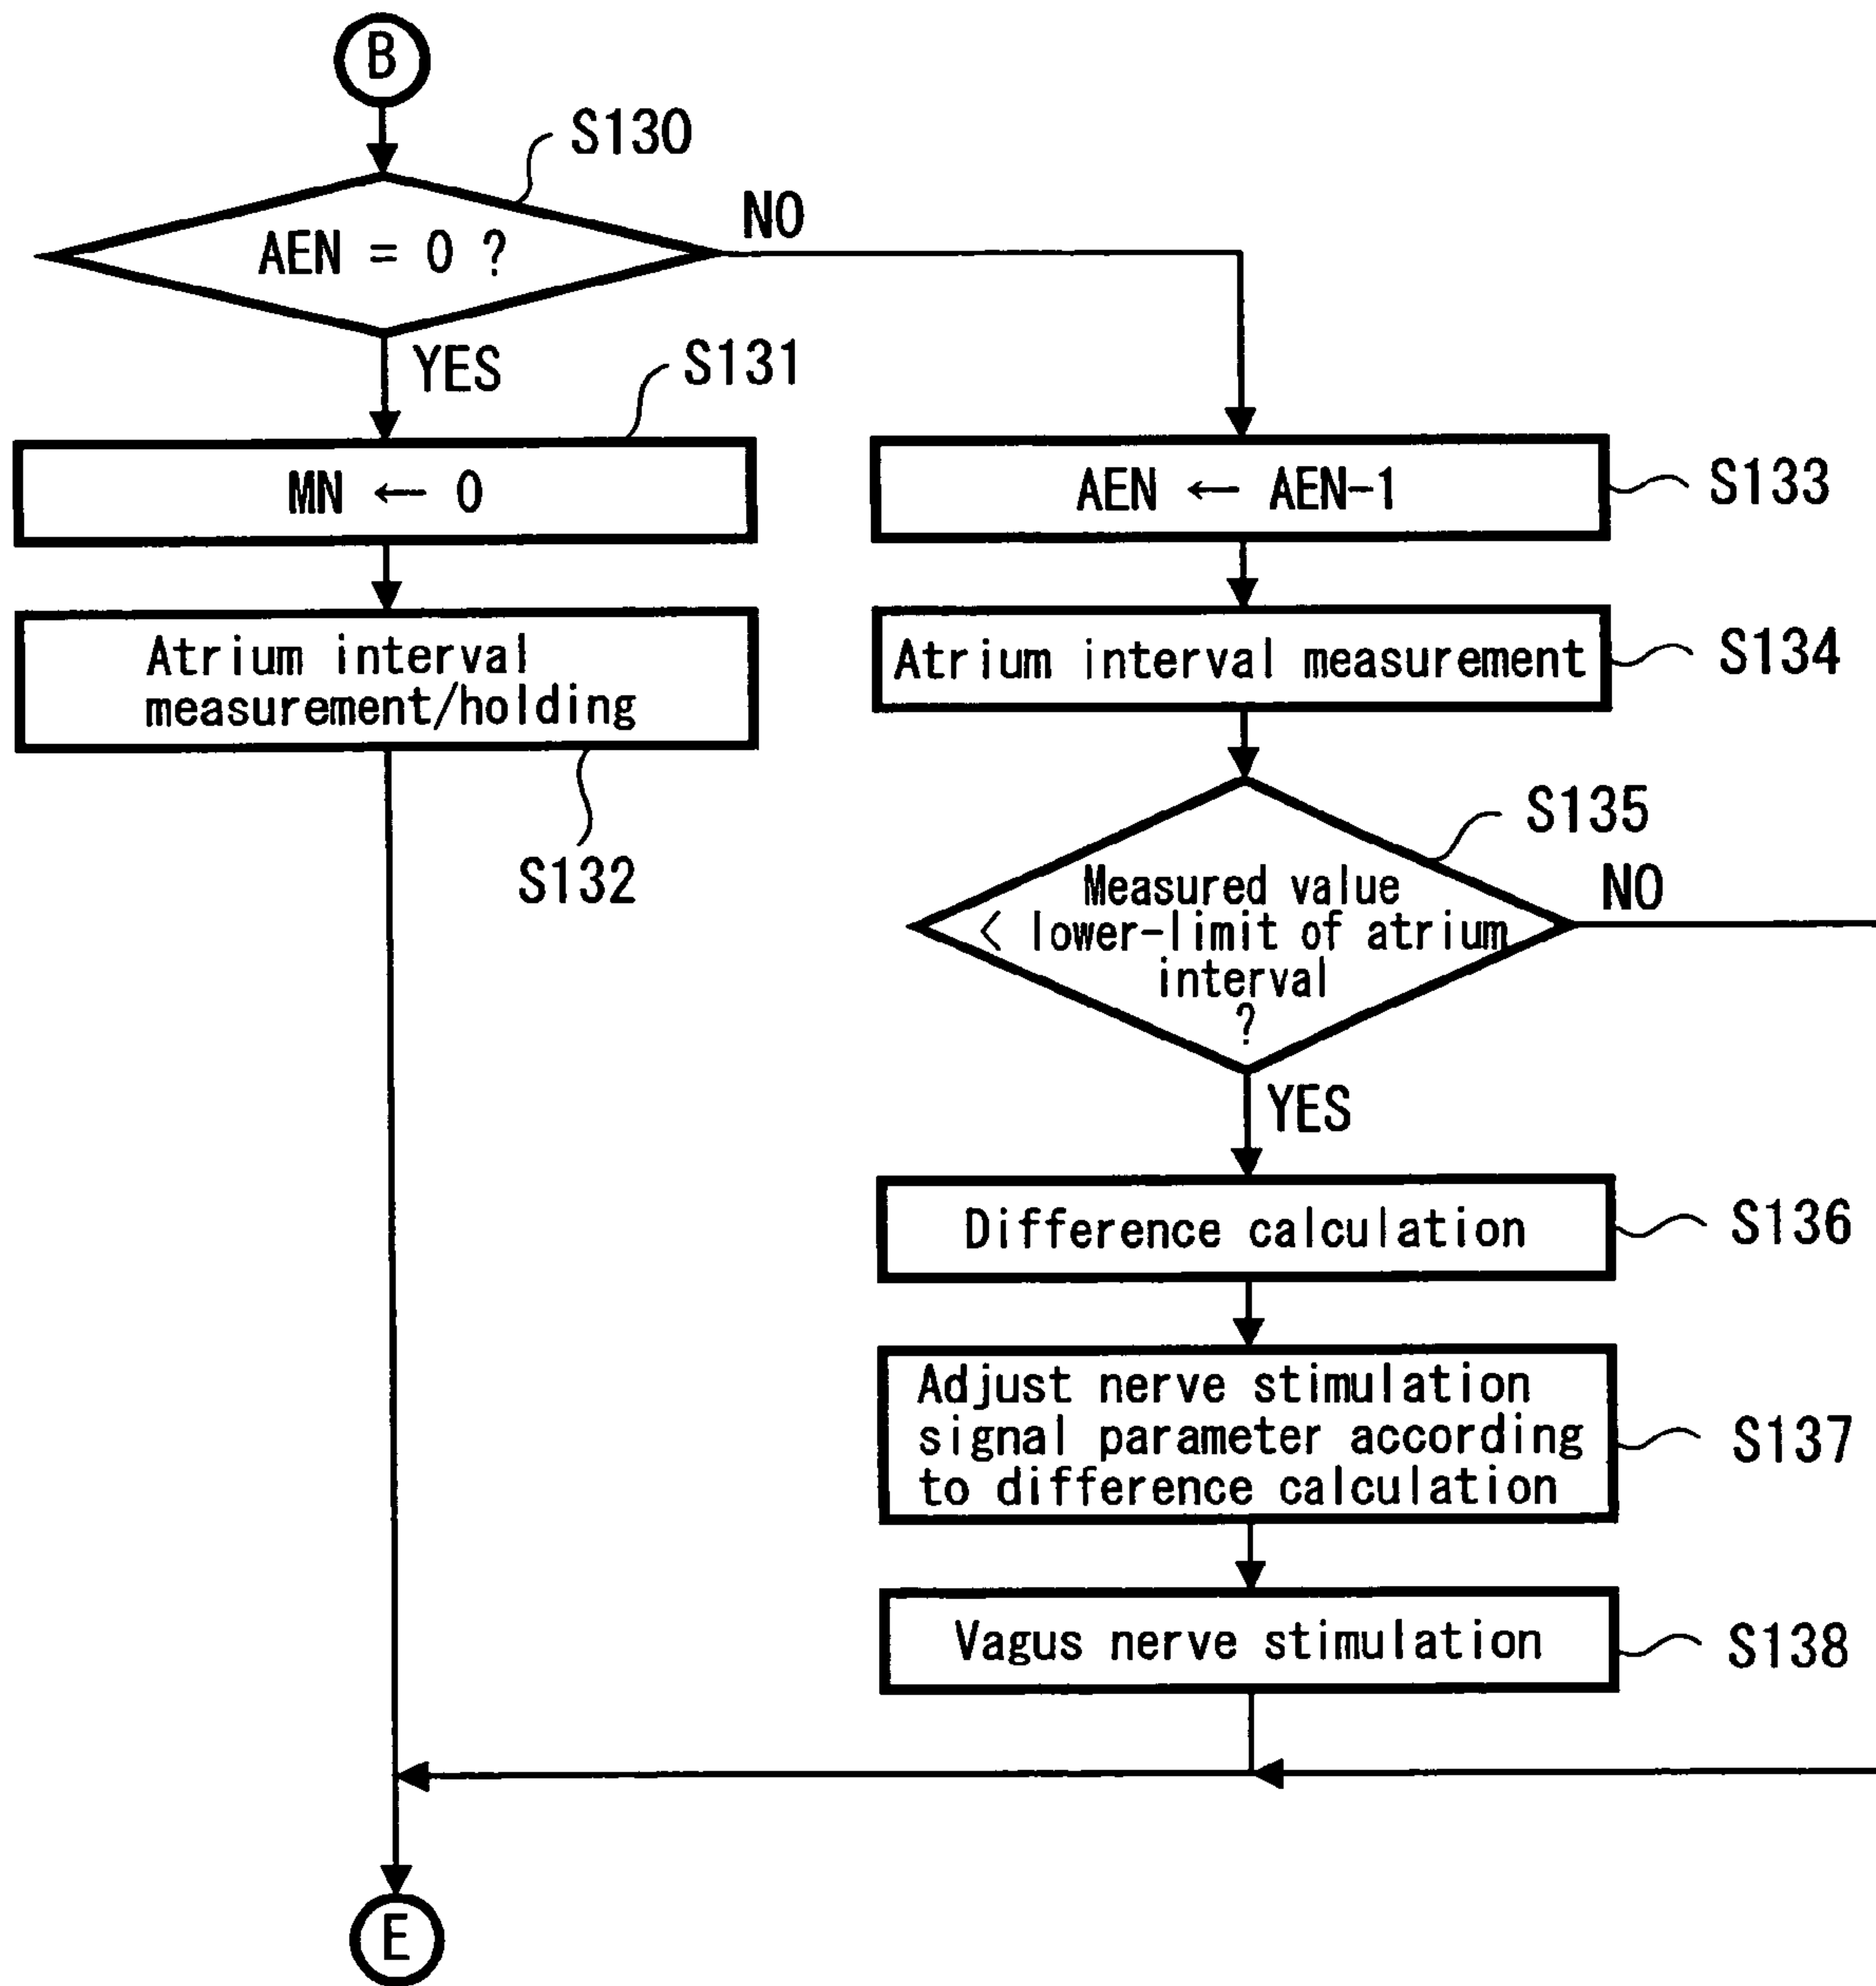 B
S130
AEN = 0 ?
NO
YES
S131
MN ← 0
AEN ← AEN-1
S133
Atrium interval
measurement/holding
S132
Atrium interval measurement
S134
S135
Measured value
< lower-limit of atrium
interval
?
NO
YES
Difference calculation
S136
Adjust nerve stimulation
signal parameter according
to difference calculation
S137
Vagus nerve stimulation
S138
E